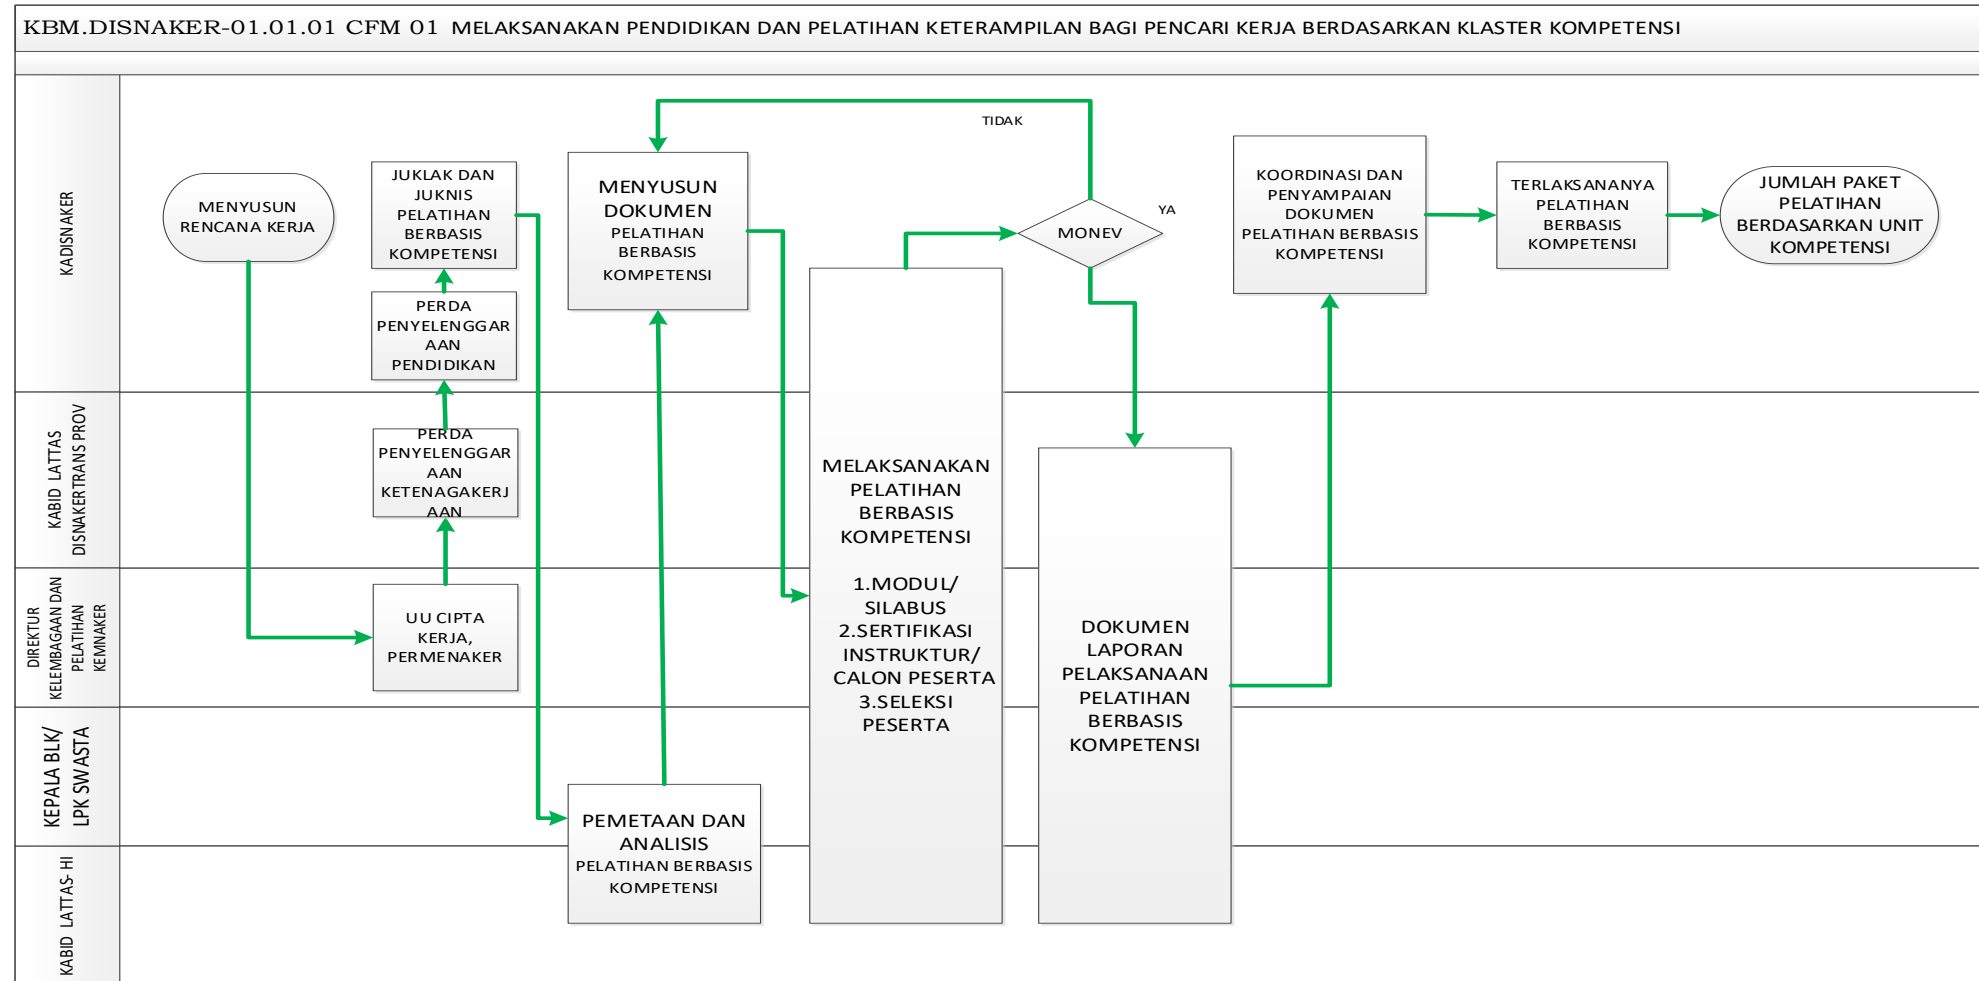 KBM.DISNAKER-01.01.01 CFM 01 MELAKSANAKAN PENDIDIKAN DAN PELATIHAN KETERAMPILAN BAGI PENCARI KERJA BERDASARKAN KLASTER KOMPETENSI
KADISNAKER
MENYUSUN
RENCANA KERJA
JUKLAK DAN
JUKNIS
PELATIHAN
BERBASIS
KOMPETENSI
PERDA
PENYELENGGAR
AAN
PENDIDIKAN
MENYUSUN
DOKUMEN
PELATIHAN
BERBASIS
KOMPETENSI
TIDAK
MONEV
YA
KOORDINASI DAN
PENYAMPAIAN
DOKUMEN
PELATIHAN BERBASIS
KOMPETENSI
TERLAKSANANYA
PELATIHAN
BERBASIS
KOMPETENSI
JUMLAH PAKET
PELATIHAN
BERDASARKAN UNIT
KOMPETENSI
KABID LATTAS
DISNAKERTRANS PROV
PERDA
PENYELENGGAR
AAN
KETENAGAKERJ
AAN
MELAKSANAKAN
PELATIHAN
BERBASIS
KOMPETENSI
1.MODUL/
SILABUS
2.SERTIFIKASI
INSTRUKTUR/
CALON PESERTA
3.SELEKSI
PESERTA
DIREKTUR
KELEMBAGAAN DAN
PELATIHAN
KEMNAKER
UU CIPTA
KERJA,
PERMENAKER
DOKUMEN
LAPORAN
PELAKSANAAN
PELATIHAN
BERBASIS
KOMPETENSI
KEPALA BLK/
LPK SWASTA
PEMETAAN DAN
ANALISIS
PELATIHAN BERBASIS
KOMPETENSI
KABID LATTAS- HI